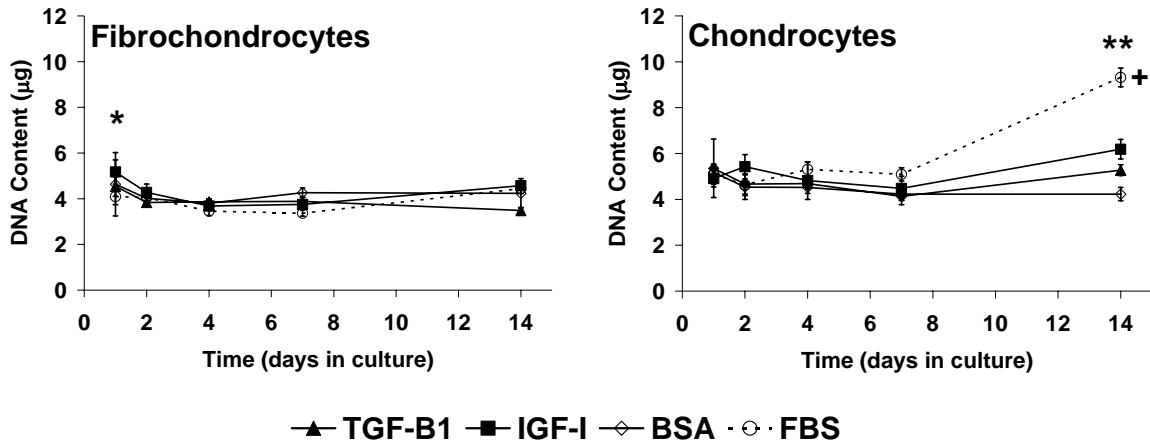 Fibrochondrocytes
DNA Content (µg)
12
10
8
6
4
2
0
*
0 2 4 6 8 10 12 14
Time (days in culture)
Chondrocytes
DNA Content (µg)
12
10
8
6
4
2
0
**
+
0 2 4 6 8 10 12 14
Time (days in culture)
TGF-B1 IGF-I BSA FBS